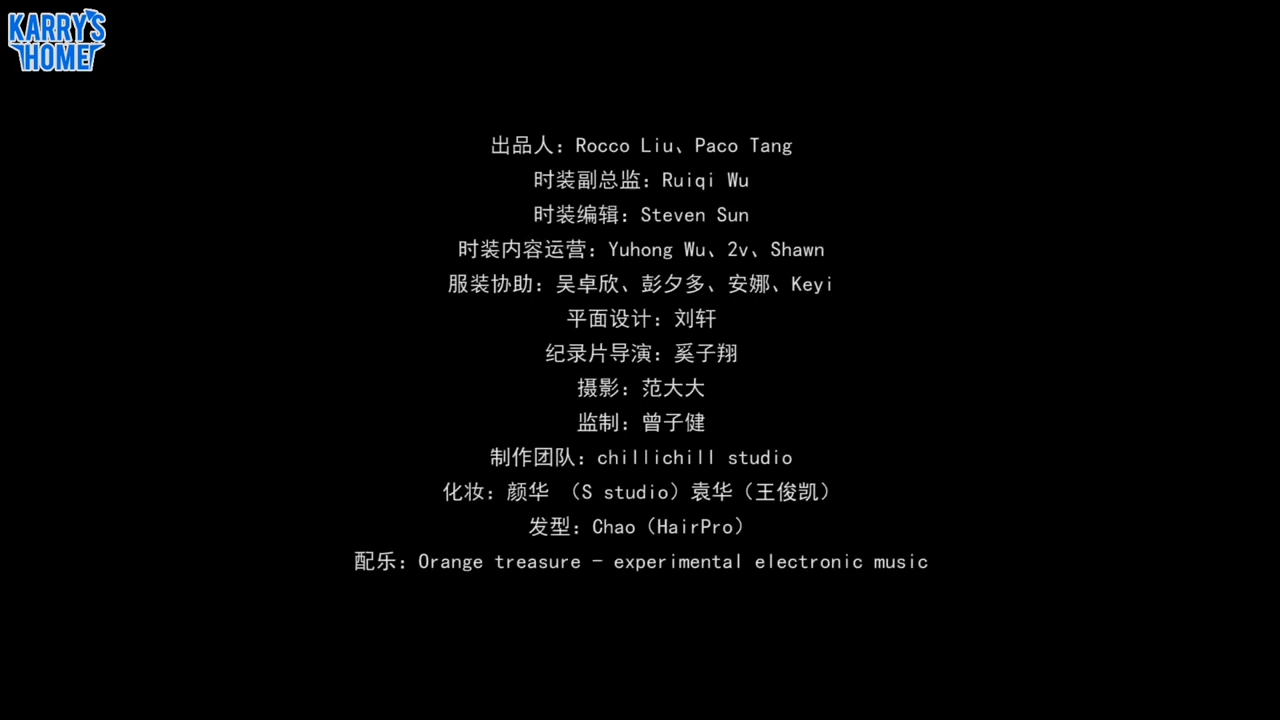 KARRY'S
HOME
出品人：Rocco Liu、Paco Tang
时装副总监：Ruiqi Wu
时装编辑：Steven Sun
时装内容运营：Yuhong Wu、2v、Shawn
服装协助：吴卓欣、彭夕多、安娜、Keyi
平面设计：刘轩
纪录片导演：奚子翔
摄影：范大大
监制：曾子健
制作团队：chillichill studio
化妆：颜华 （S studio）袁华（王俊凯）
发型：Chao（HairPro）
配乐：Orange treasure - experimental electronic music